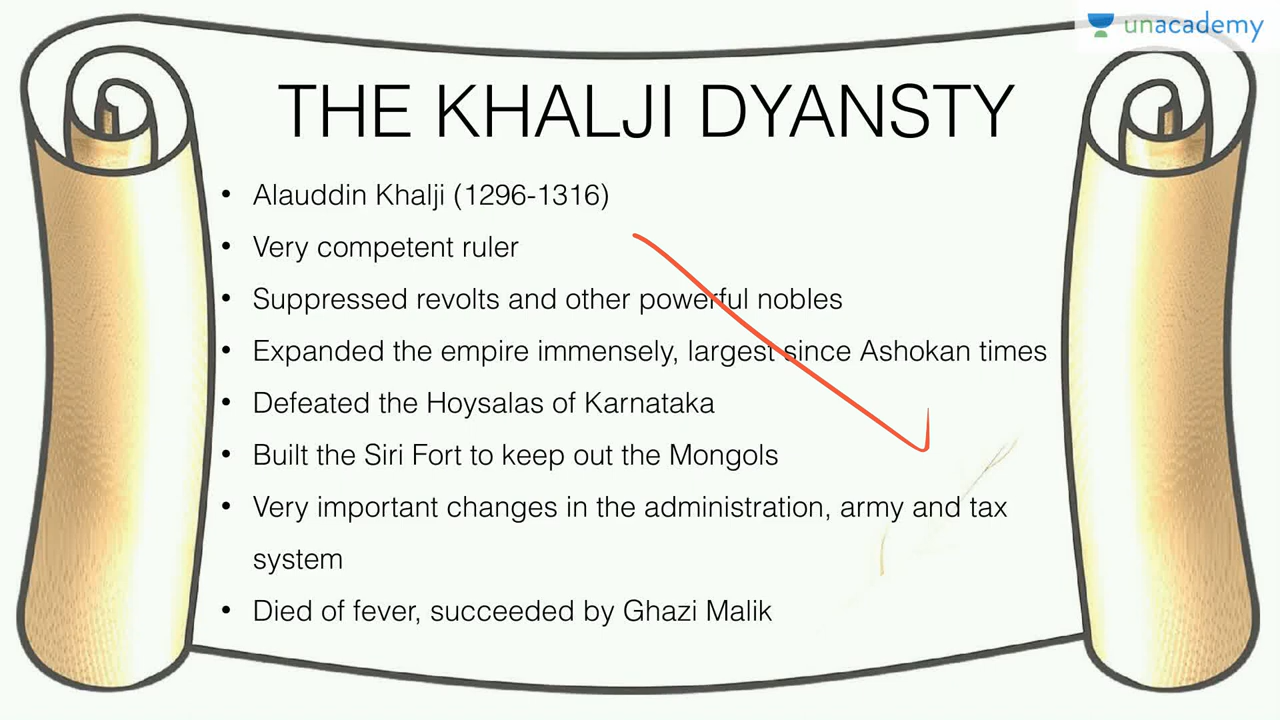 unacademy
THE KHALJI DYANSTY
• Alauddin Khalji (1296-1316)
• Very competent ruler
• Suppressed revolts and other powerful nobles
• Expanded the empire immensely, largest since Ashokan times
• Defeated the Hoysalas of Karnataka
• Built the Siri Fort to keep out the Mongols
• Very important changes in the administration, army and tax
system
• Died of fever, succeeded by Ghazi Malik